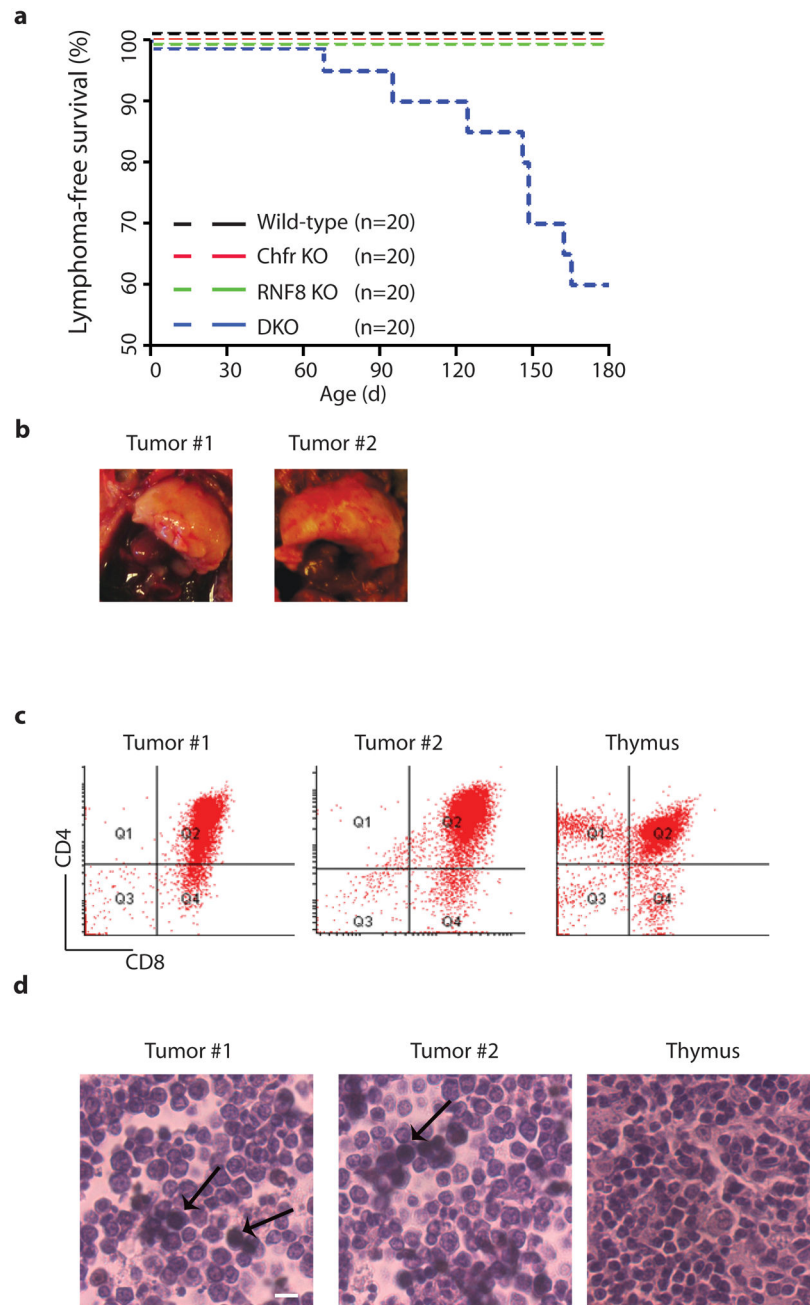 a
Lymphoma-free survival (%)
100
90
80
70
60
50
Wild-type (n=20)
Chfr KO (n=20)
RNF8 KO (n=20)
DKO (n=20)
0 30 60 90 120 150 180
Age (d)
b
Tumor #1 Tumor #2
c
Tumor #1 Tumor #2 Thymus
CD4
Q1 Q2 Q1 Q2 Q1 Q2
Q3 Q4 Q3 Q4 Q3 Q4
CD8
d
Tumor #1 Tumor #2 Thymus